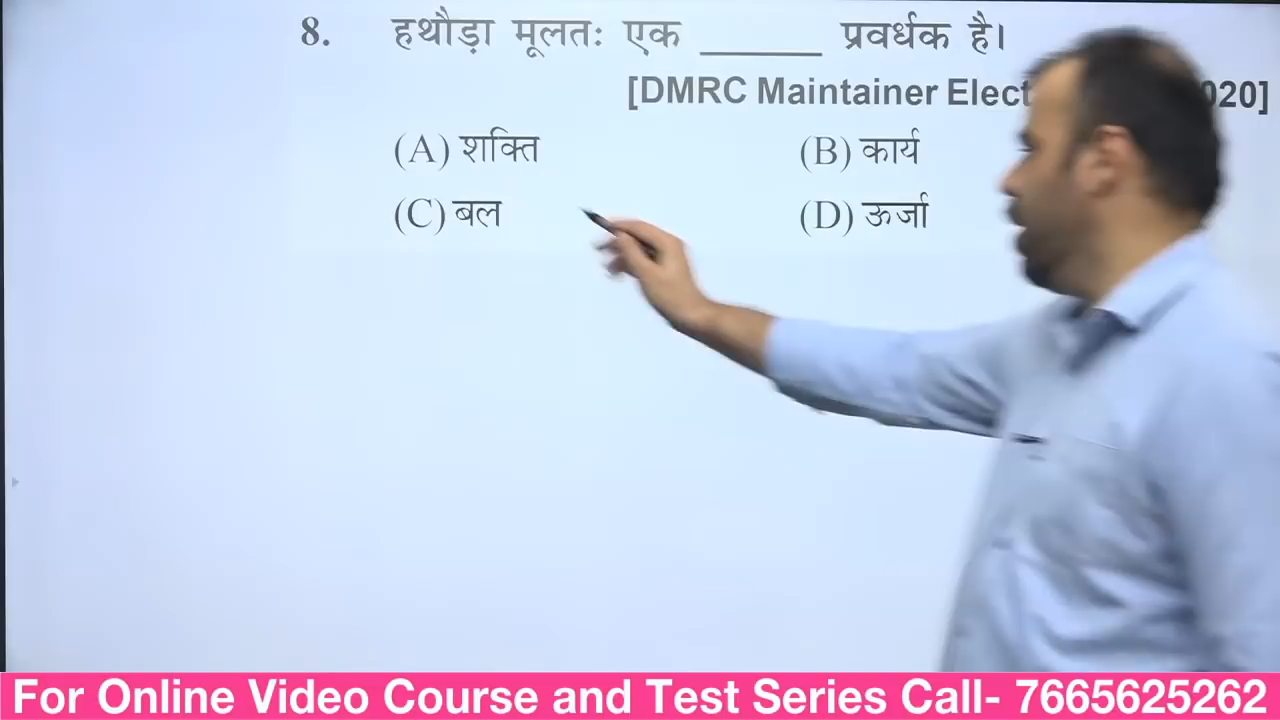 8. हथौड़ा मूलतः एक ______ प्रवर्धक है।
[DMRC Maintainer Elect 020]
(A) शक्ति (B) कार्य
(C) बल (D) ऊर्जा
For Online Video Course and Test Series Call- 7665625262